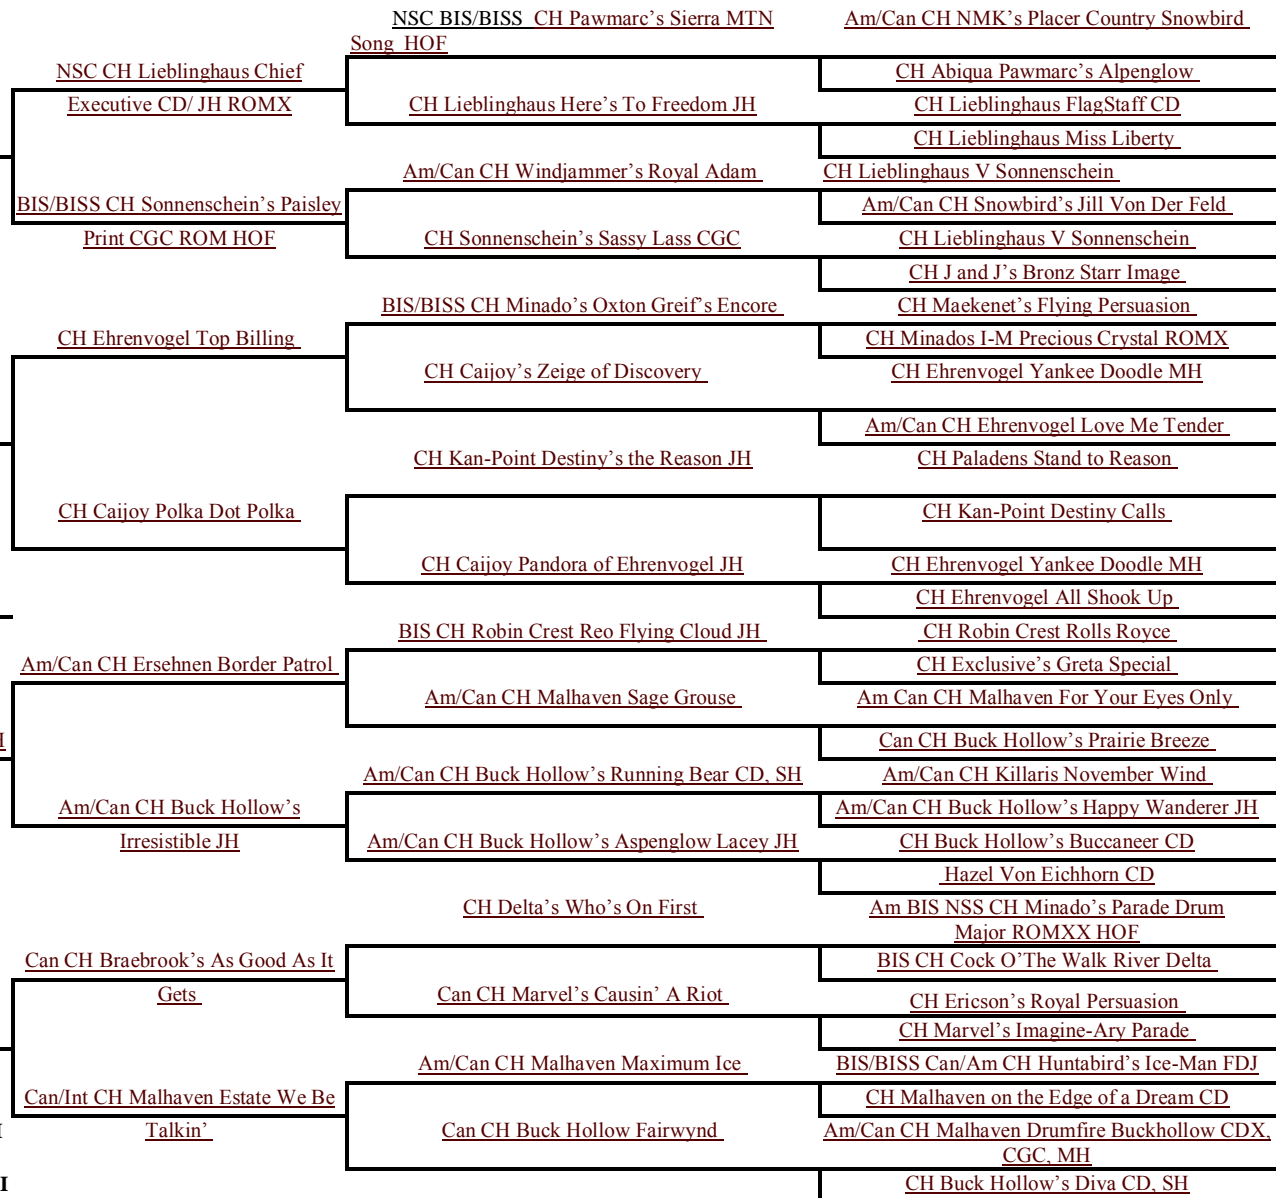 NSC BIS/BISS CH Pawmarc's Sierra MTN
Song HOF
Am/Can CH NMK's Placer Country Snowbird
NSC CH Lieblinghaus Chief
CH Abiqua Pawmarc's Alpenglow
Executive CD/ JH ROMX
CH Lieblinghaus Here's To Freedom JH
CH Lieblinghaus FlagStaff CD
CH Lieblinghaus Miss Liberty
Am/Can CH Windjammer's Royal Adam
CH Lieblinghaus V Sonnenschein
BIS/BISS CH Sonnenschein's Paisley
Am/Can CH Snowbird's Jill Von Der Feld
Print CGC ROM HOF
CH Sonnenschein's Sassy Lass CGC
CH Lieblinghaus V Sonnenschein
CH J and J's Bronz Starr Image
BIS/BISS CH Minado's Oxton Greif's Encore
CH Maekenet's Flying Persuasion
CH Ehrenvogel Top Billing
CH Minados I-M Precious Crystal ROMX
CH Caijoy's Zeige of Discovery
CH Ehrenvogel Yankee Doodle MH
Am/Can CH Ehrenvogel Love Me Tender
CH Kan-Point Destiny's the Reason JH
CH Paladens Stand to Reason
CH Caijoy Polka Dot Polka
CH Kan-Point Destiny Calls
CH Caijoy Pandora of Ehrenvogel JH
CH Ehrenvogel Yankee Doodle MH
CH Ehrenvogel All Shook Up
BIS CH Robin Crest Reo Flying Cloud JH
CH Robin Crest Rolls Royce
Am/Can CH Ersehnen Border Patrol
CH Exclusive's Greta Special
Am/Can CH Malhaven Sage Grouse
Am Can CH Malhaven For Your Eyes Only
Can CH Buck Hollow's Prairie Breeze
Am/Can CH Buck Hollow's Running Bear CD, SH
Am/Can CH Killaris November Wind
Am/Can CH Buck Hollow's
Am/Can CH Buck Hollow's Happy Wanderer JH
Irresistible JH
Am/Can CH Buck Hollow's Aspenglow Lacey JH
CH Buck Hollow's Buccaneer CD
Hazel Von Eichhorn CD
CH Delta's Who's On First
Am BIS NSS CH Minado's Parade Drum
Major ROMXX HOF
Can CH Braebrook's As Good As It
BIS CH Cock O'The Walk River Delta
Gets
Can CH Marvel's Causin' A Riot
CH Ericson's Royal Persuasion
CH Marvel's Imagine-Ary Parade
Am/Can CH Malhaven Maximum Ice
BIS/BISS Can/Am CH Huntabird's Ice-Man FDJ
Can/Int CH Malhaven Estate We Be
CH Malhaven on the Edge of a Dream CD
Talkin'
Can CH Buck Hollow Fairwynd
Am/Can CH Malhaven Drumfire Buckhollow CDX,
CGC, MH
CH Buck Hollow's Diva CD, SH